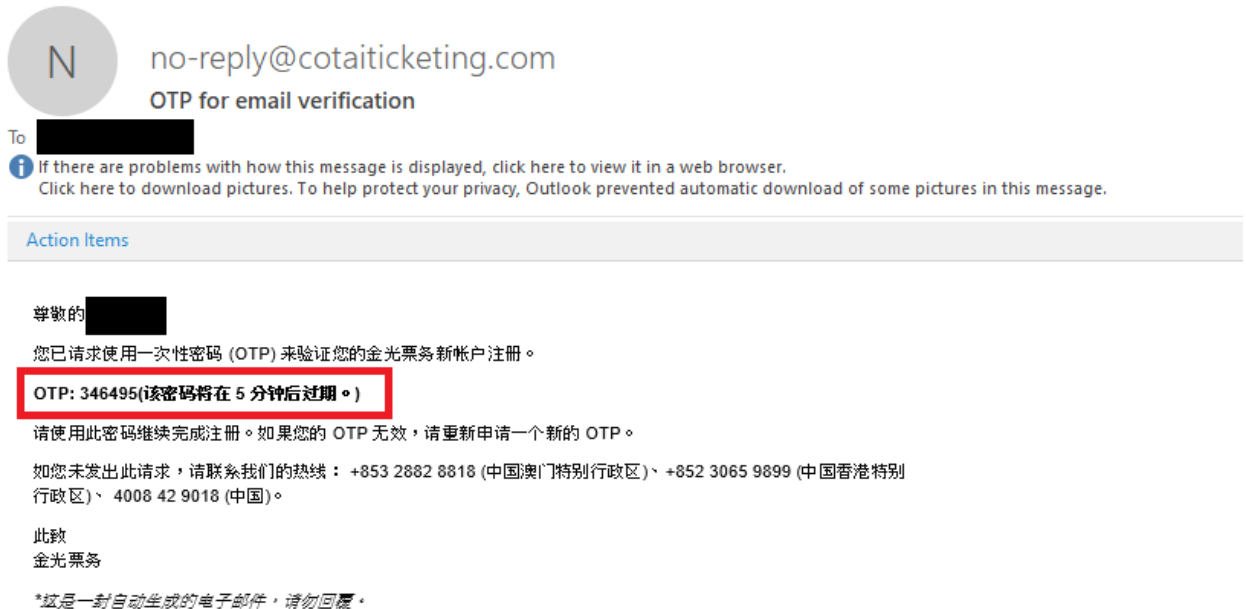 N
no-reply@cotaiticketing.com
OTP for email verification
To
If there are problems with how this message is displayed, click here to view it in a web browser.
Click here to download pictures. To help protect your privacy, Outlook prevented automatic download of some pictures in this message.
Action Items
尊敬的
您已请求使用一次性密码 (OTP) 来验证您的金光票务新帐户注册。
OTP: 346495(该密码将在 5 分钟后过期。)
请使用此密码继续完成注册。如果您的 OTP 无效，请重新申请一个新的 OTP。
如您未发出此请求，请联系我们的热线： +853 2882 8818 (中国澳门特别行政区)、+852 3065 9899 (中国香港特别
行政区)、 4008 42 9018 (中国)。
此致
金光票务
*这是一封自动生成的电子邮件，请勿回覆。